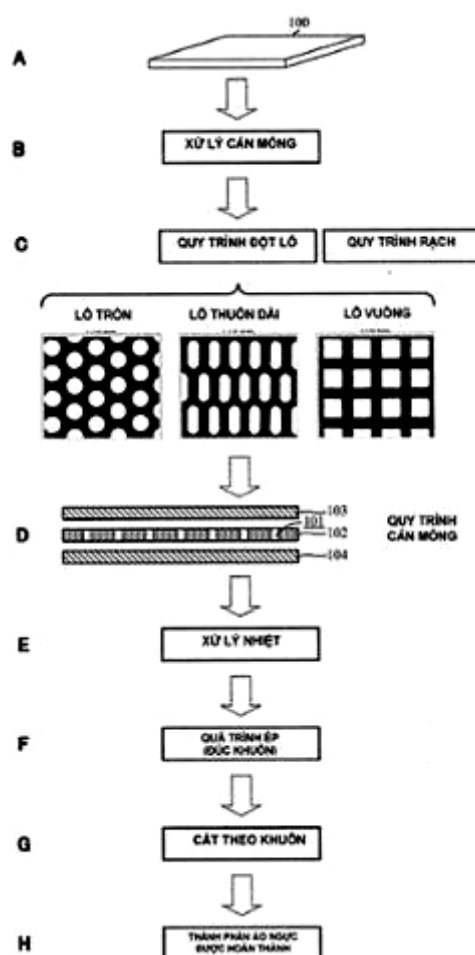 100
A
B
XỬ LÝ CÁN MỎNG
C
QUY TRÌNH ĐỘT LỖ QUY TRÌNH RẠCH
LỖ TRÒN LỖ THUÔN DÀI LỖ VUÔNG
103
101
D
102
QUY TRÌNH
CÁN MỎNG
104
E
XỬ LÝ NHIỆT
F
QUÁ TRÌNH ÉP
(ĐÚC KHUÔN)
G
CẮT THEO KHUÔN
H
THÀNH PHẦN ÁO NGỰC
ĐƯỢC HOÀN THÀNH